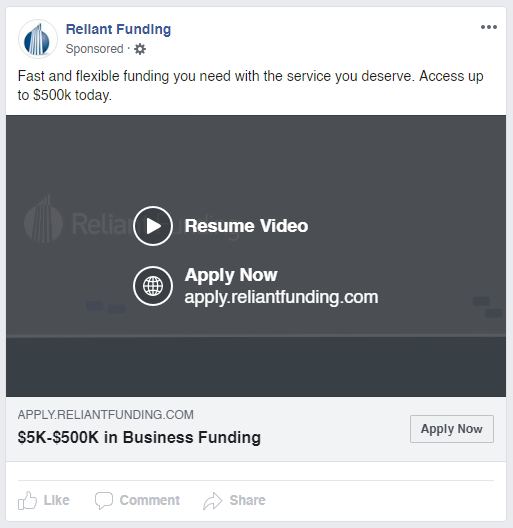 Reliant Funding
Sponsored ·
Fast and flexible funding you need with the service you deserve. Access up
to $500k today.
Reliant Funding
Resume Video
Apply Now
apply.reliantfunding.com
APPLY.RELIANTFUNDING.COM
$5K-$500K in Business Funding
Apply Now
Like
Comment
Share